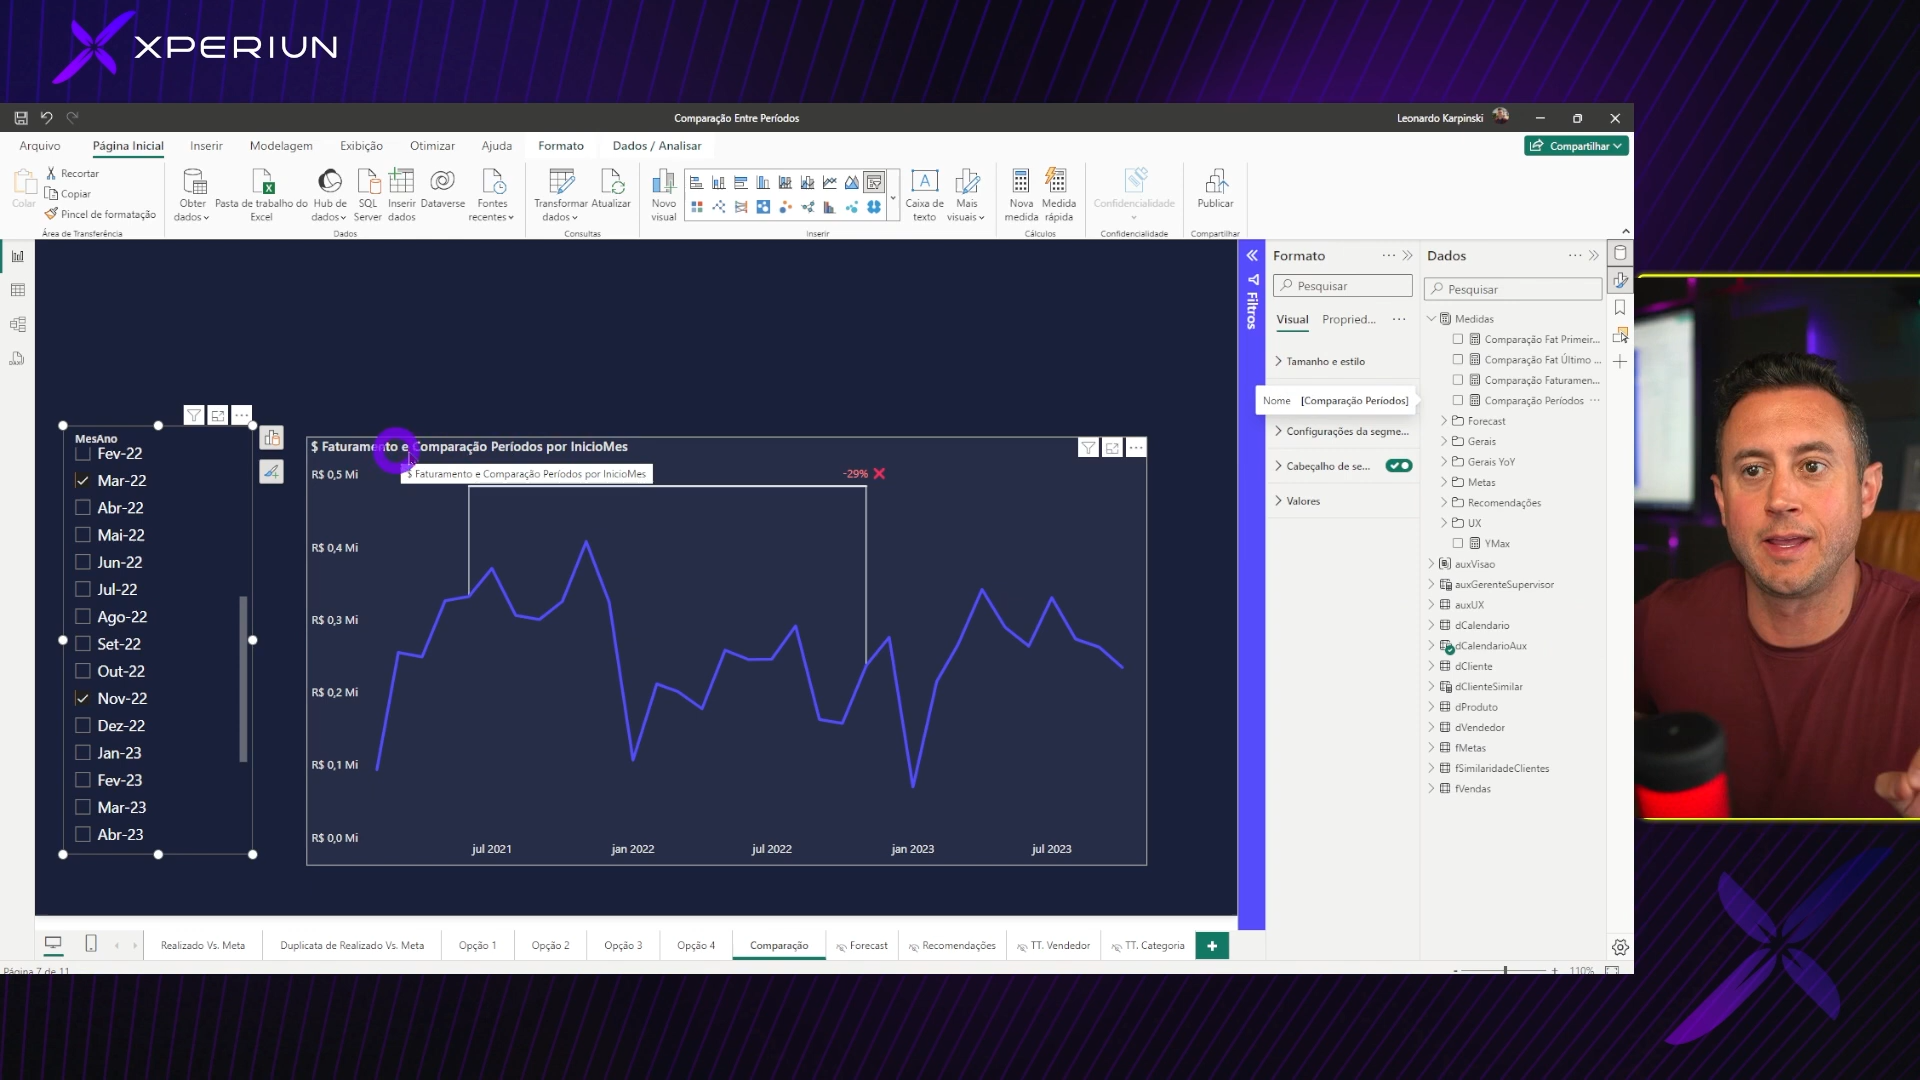 XPERIUN
Comparação Entre Períodos
Leonardo Karpinski
Arquivo
Página Inicial
Inserir
Modelagem
Exibição
Otimizar
Ajuda
Formato
Dados / Analisar
Compartilhar
Colar
Recortar
Copiar
Pincel de formatação
Área de Transferência
Obter dados
Pasta de trabalho do Excel
Hub de dados
SQL Server
Inserir dados
Dataverse
Fontes recentes
Dados
Transformar dados
Atualizar
Consultas
Novo visual
Caixa de texto
Mais visuais
Inserir
Nova medida
Medida rápida
Cálculos
Confidencialidade
Confidencialidade
Publicar
Compartilhar
MesAno
Fev-22
Mar-22
Abr-22
Mai-22
Jun-22
Jul-22
Ago-22
Set-22
Out-22
Nov-22
Dez-22
Jan-23
Fev-23
Mar-23
Abr-23
$ Faturamento e Comparação Períodos por InicioMes
$ Faturamento e Comparação Períodos por InicioMes
-29%
R$ 0,5 Mi
R$ 0,4 Mi
R$ 0,3 Mi
R$ 0,2 Mi
R$ 0,1 Mi
R$ 0,0 Mi
jul 2021
jan 2022
jul 2022
jan 2023
jul 2023
Filtros
Formato
Pesquisar
Visual
Propried...
Tamanho e estilo
Nome [Comparação Períodos]
Configurações da segme...
Cabeçalho de se...
Valores
Dados
Pesquisar
Medidas
Comparação Fat Primeir...
Comparação Fat Último ...
Comparação Faturamen...
Comparação Períodos
Forecast
Gerais
Gerais YoY
Metas
Recomendações
UX
YMax
auxVisao
auxGerenteSupervisor
auxUX
dCalendario
dCalendarioAux
dCliente
dClienteSimilar
dProduto
dVendedor
fMetas
fSimilaridadeClientes
fVendas
Realizado Vs. Meta
Duplicata de Realizado Vs. Meta
Opção 1
Opção 2
Opção 3
Opção 4
Comparação
Forecast
Recomendações
TT. Vendedor
TT. Categoria
Página 7 de 11
110%